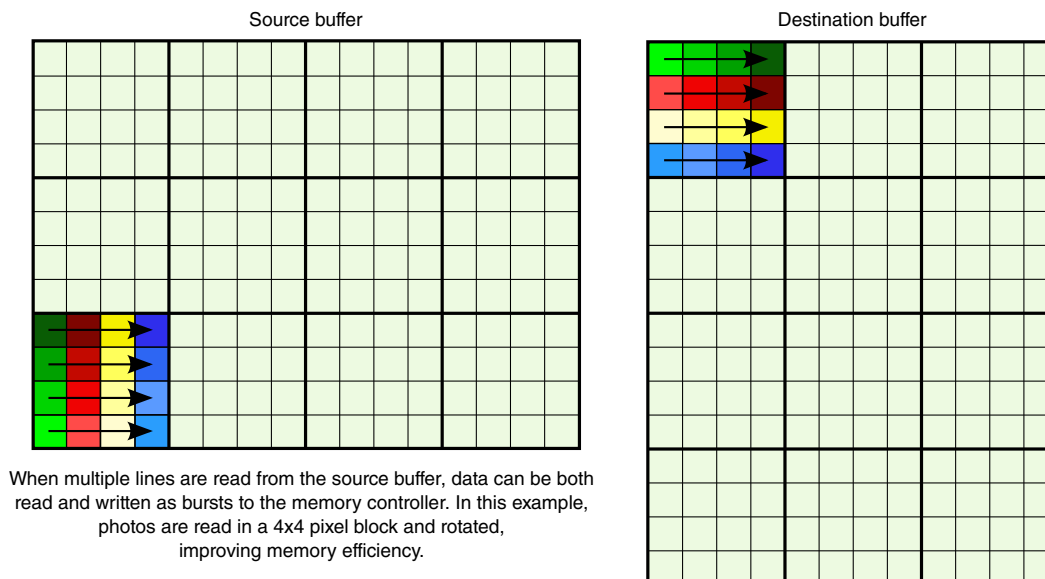 Source buffer
Destination buffer
When multiple lines are read from the source buffer, data can be both
read and written as bursts to the memory controller. In this example,
photos are read in a 4x4 pixel block and rotated,
improving memory efficiency.